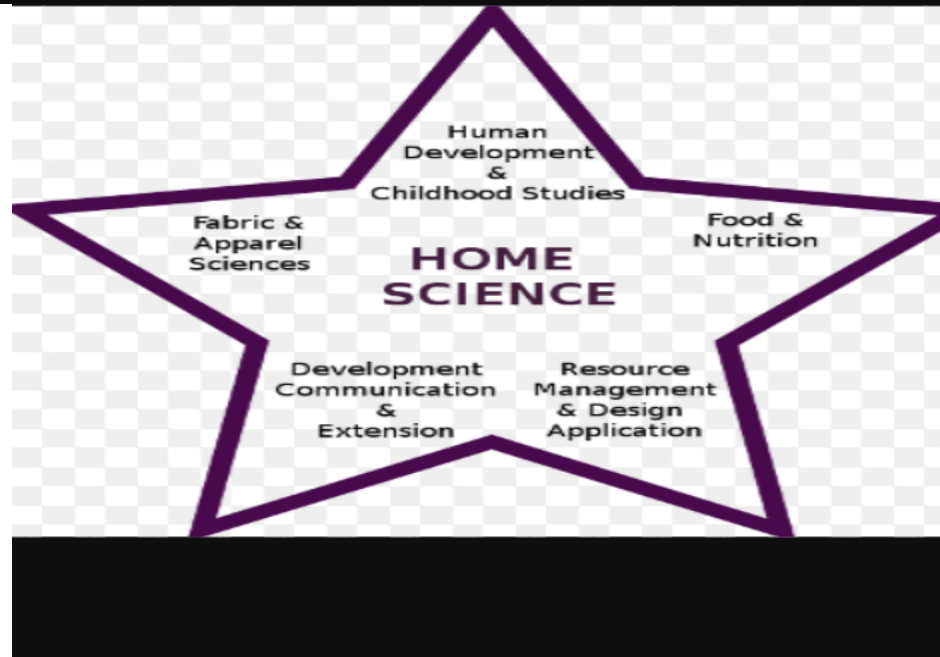 Human
Development
&
Childhood Studies
Fabric &
Apparel
Sciences
Food &
Nutrition
HOME
SCIENCE
Development
Communication
&
Extension
Resource
Management
& Design
Application